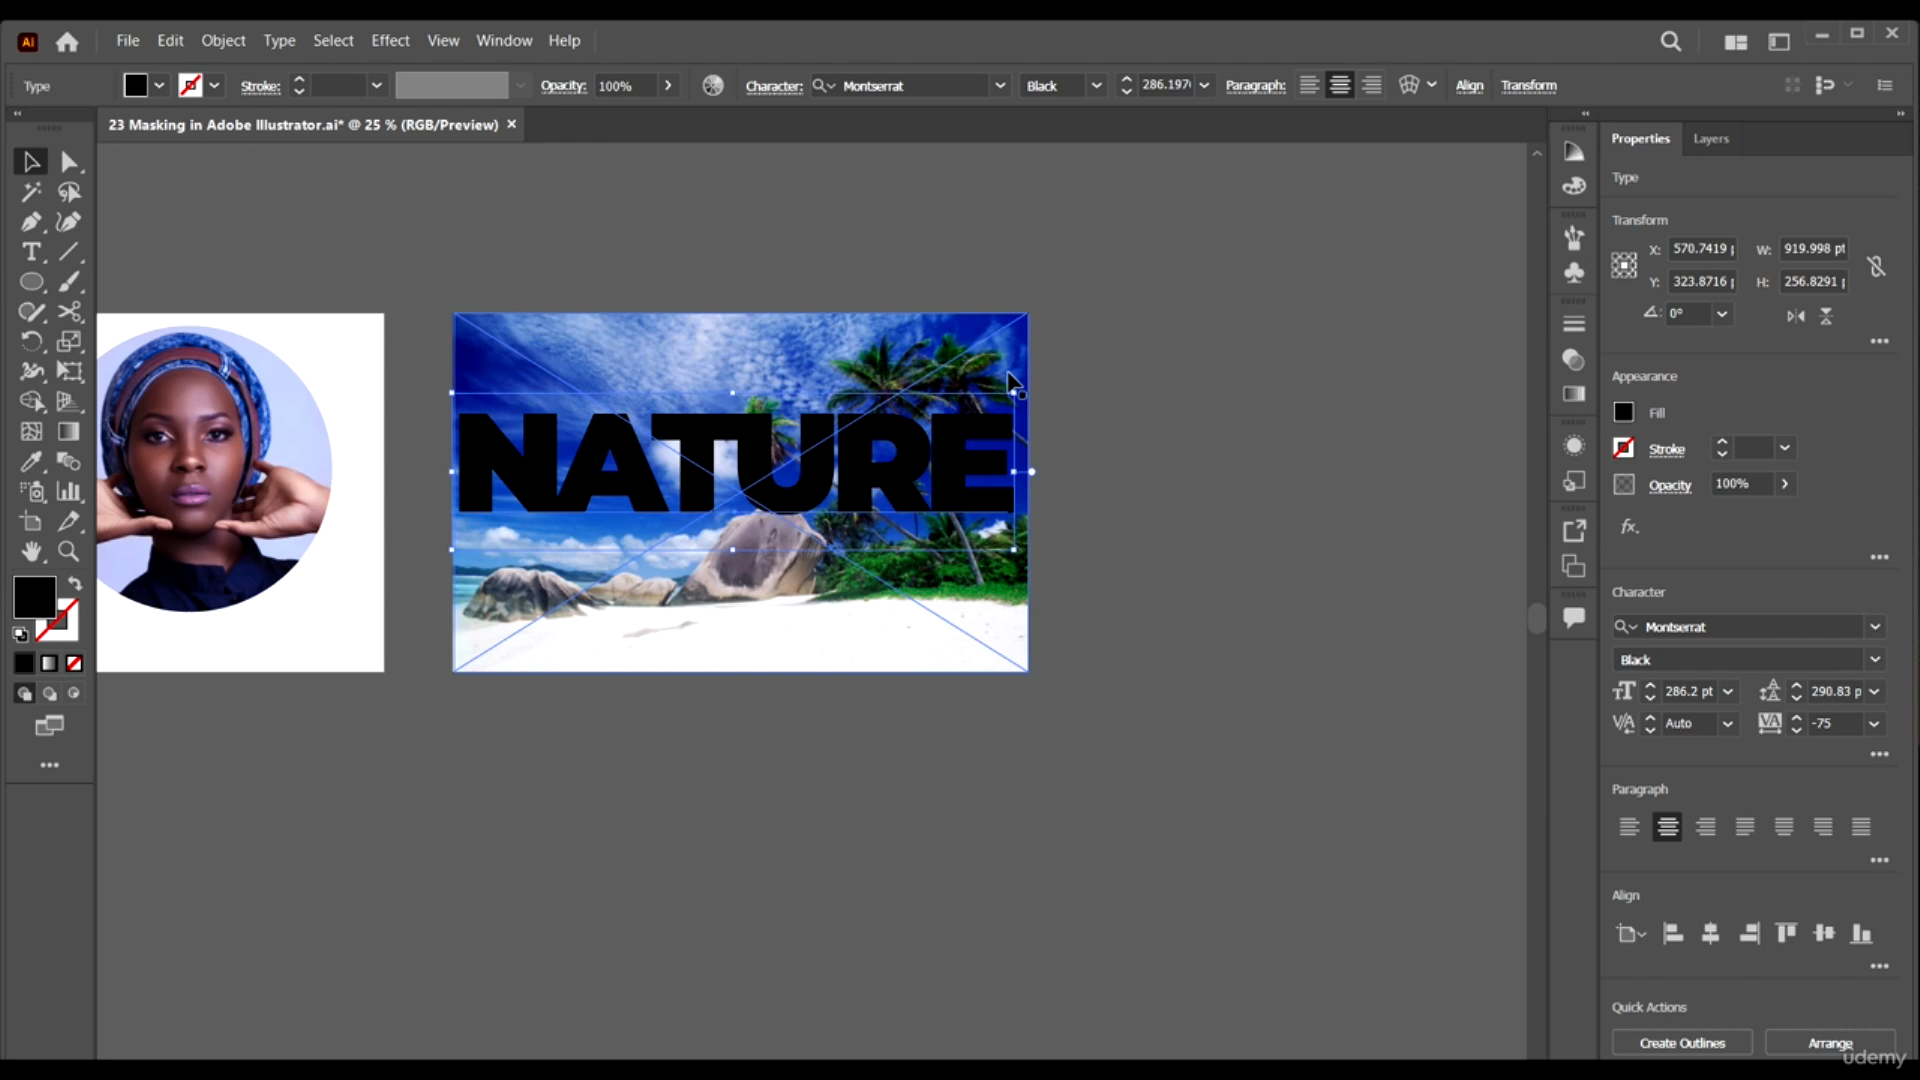 Ai File Edit Object Type Select Effect View Window Help
Type Stroke: Opacity: 100% Character: Montserrat Black 286.197 Paragraph: Align Transform
23 Masking in Adobe Illustrator.ai* @ 25 % (RGB/Preview) ×
Properties Layers
Type
Transform
X: 570.7419 W: 919.998 pt
Y: 323.8716 H: 256.8291
0°
Appearance
Fill
Stroke
Opacity 100%
fx.
Character
Montserrat
Black
286.2 pt 290.83 p
Auto -75
Paragraph
Align
Quick Actions
Create Outlines Arrange
NATURE
udemy